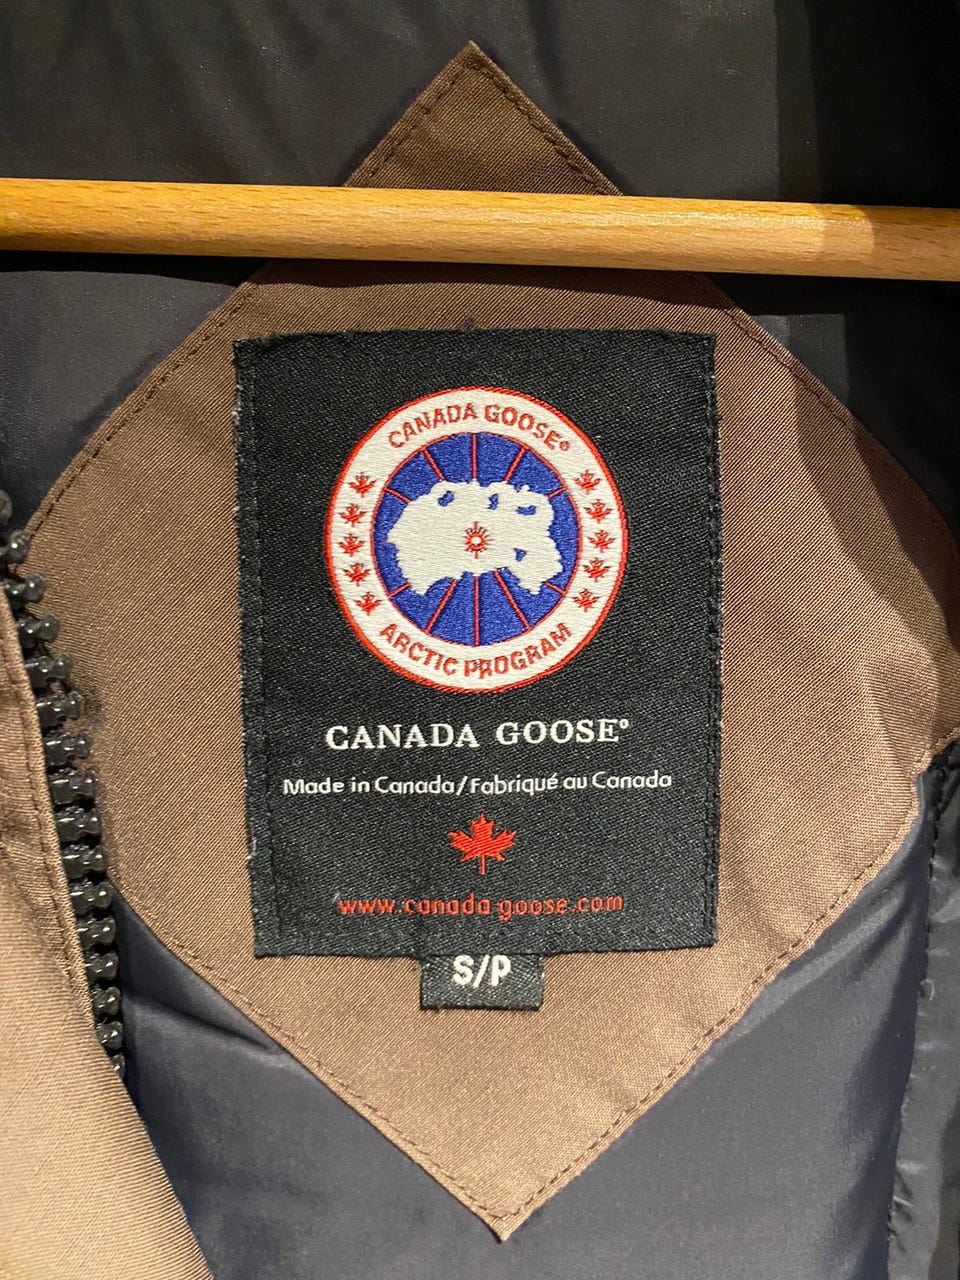 CANADA GOOSE®
ARCTIC PROGRAM
CANADA GOOSE®
Made in Canada/Fabriqué au Canada
www.canada goose.com
S/P